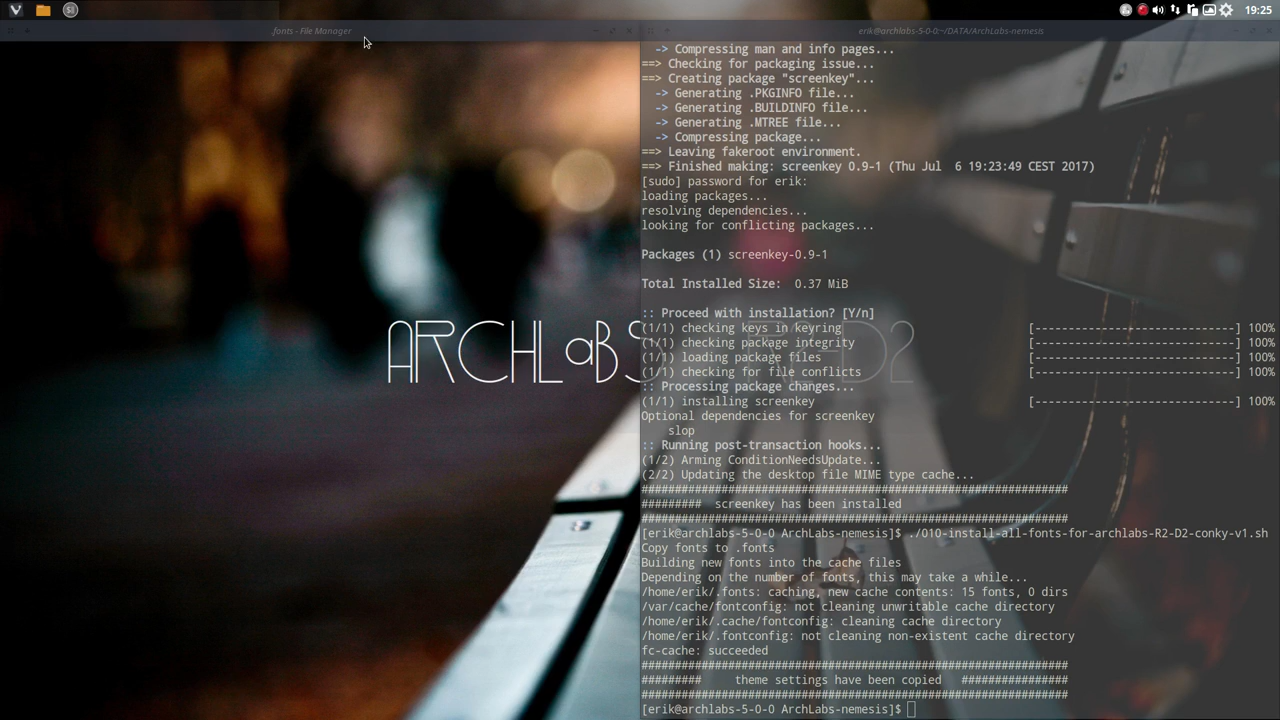 19:25
.fonts - File Manager
erik@archlabs-5-0-0:~/DATA/ArchLabs-nemesis
-> Compressing man and info pages...
==> Checking for packaging issue...
==> Creating package "screenkey"...
-> Generating .PKGINFO file...
-> Generating .BUILDINFO file...
-> Generating .MTREE file...
-> Compressing package...
==> Leaving fakeroot environment.
==> Finished making: screenkey 0.9-1 (Thu Jul  6 19:23:49 CEST 2017)
[sudo] password for erik:
loading packages...
resolving dependencies...
looking for conflicting packages...
Packages (1) screenkey-0.9-1
Total Installed Size:  0.37 MiB
:: Proceed with installation? [Y/n]
(1/1) checking keys in keyring [------------------------------] 100%
(1/1) checking package integrity [------------------------------] 100%
(1/1) loading package files [------------------------------] 100%
(1/1) checking for file conflicts [------------------------------] 100%
:: Processing package changes...
(1/1) installing screenkey [------------------------------] 100%
Optional dependencies for screenkey
slop
:: Running post-transaction hooks...
(1/2) Arming ConditionNeedsUpdate...
(2/2) Updating the desktop file MIME type cache...
################################################################
#########  screenkey has been installed
################################################################
[erik@archlabs-5-0-0 ArchLabs-nemesis]$ ./010-install-all-fonts-for-archlabs-R2-D2-conky-v1.sh
Copy fonts to .fonts
Building new fonts into the cache files
Depending on the number of fonts, this may take a while...
/home/erik/.fonts: caching, new cache contents: 15 fonts, 0 dirs
/var/cache/fontconfig: not cleaning unwritable cache directory
/home/erik/.cache/fontconfig: cleaning cache directory
/home/erik/.fontconfig: not cleaning non-existent cache directory
fc-cache: succeeded
################################################################
#########     theme settings have been copied   ################
################################################################
[erik@archlabs-5-0-0 ArchLabs-nemesis]$
ARCHLaBS R2-D2